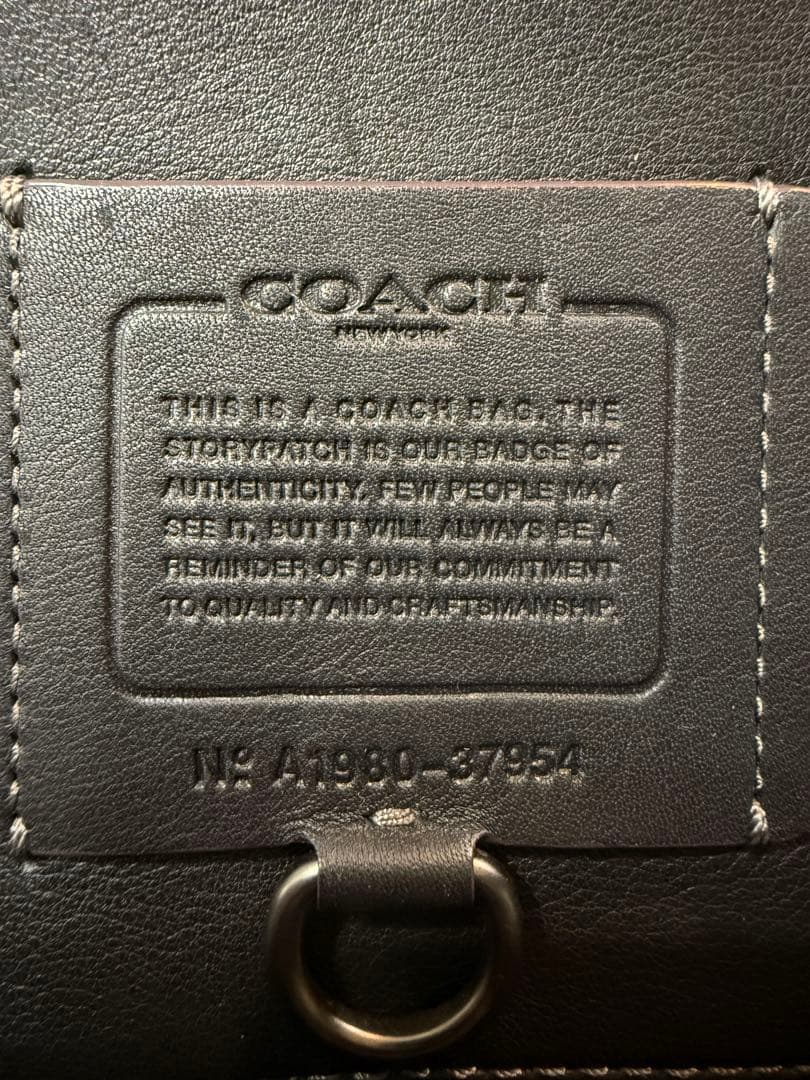 COACH
NEW YORK
THIS IS A COACH BAG. THE
STORYPATCH IS OUR BADGE OF
AUTHENTICITY. FEW PEOPLE MAY
SEE IT, BUT IT WILL ALWAYS BE A
REMINDER OF OUR COMMITMENT
TO QUALITY AND CRAFTSMANSHIP.
Nº A1980-37954